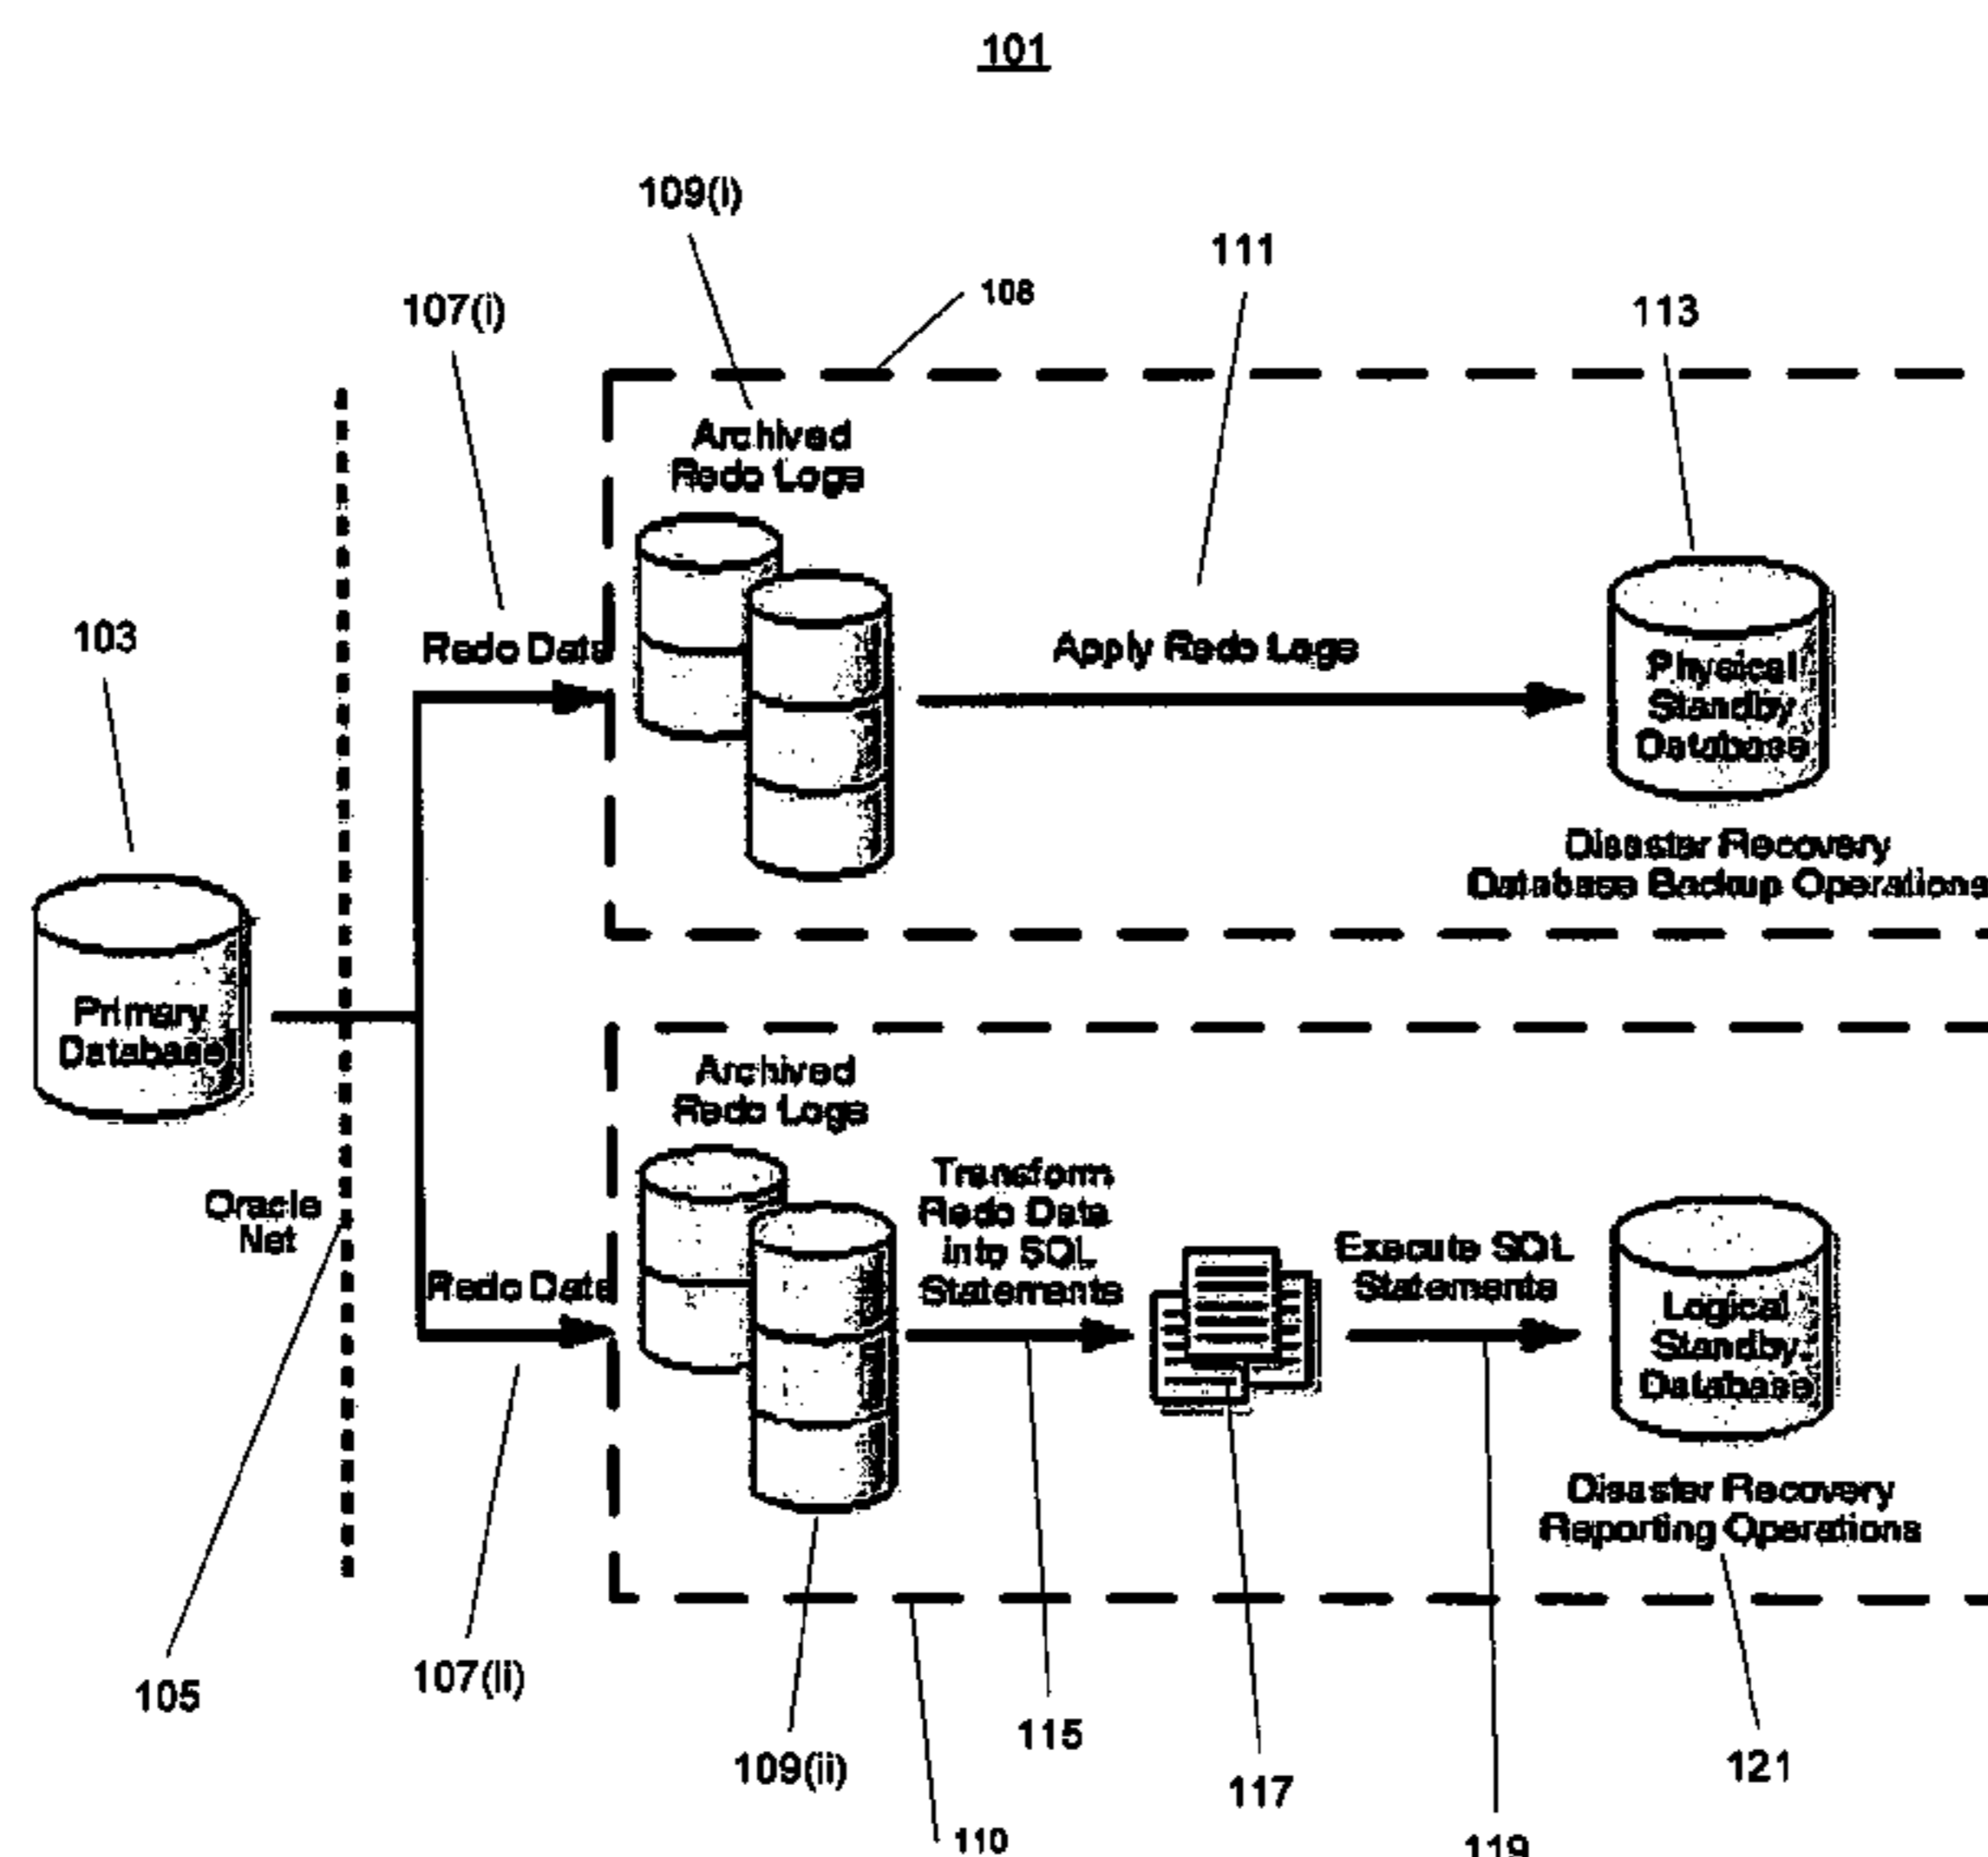 101
109(i)
111
108
107(i)
113
Archived
Redo Logs
103
Redo Data
Apply Redo Logs
Physical
Standby
Database
Disaster Recovery
Database Backup Operations
Primary
Database
Archived
Redo Logs
Oracle
Net
Transform
Redo Data
into SQL
Statements
Execute SQL
Statements
Redo Data
Logical
Standby
Database
Disaster Recovery
Reporting Operations
105
107(ii)
115
109(ii)
117
121
110
119